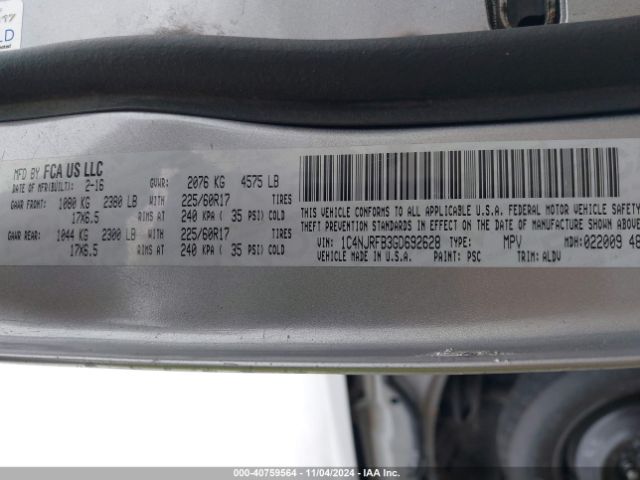 LD
MFD BY FCA US LLC
DATE OF MFR(BUILT): 2-16 GVWR: 2076 KG 4575 LB
GAWR FRONT: 1080 KG 2380 LB WITH 225/60R17 TIRES
17X6.5 RIMS AT 240 KPA ( 35 PSI) COLD
GAWR REAR: 1044 KG 2300 LB WITH 225/60R17 TIRES
17X6.5 RIMS AT 240 KPA ( 35 PSI) COLD
THIS VEHICLE CONFORMS TO ALL APPLICABLE U.S.A. FEDERAL MOTOR VEHICLE SAFETY
THEFT PREVENTION STANDARDS IN EFFECT ON THE DATE OF MANUFACTURE SHOWN ABOVE
VIN: 1C4NJRFB3GD692628 TYPE: MPV MDH: 022009 48
VEHICLE MADE IN U.S.A. PAINT: PSC TRIM: ALDV
000-40759564 | 11/04/2024 | IAAI.COM